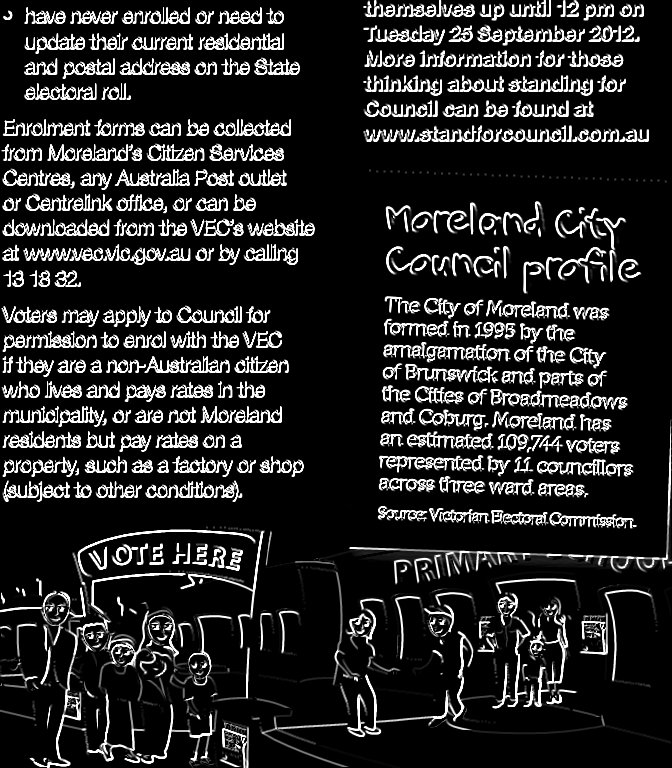 have never enrolled or need to
update their current residential
and postal address on the State
electoral roll.
Enrolment forms can be collected
from Moreland's Citizen Services
Centres, any Australia Post outlet
or Centrelink office, or can be
downloaded from the VEC's website
at www.vec.vic.gov.au or by calling
13 18 32.
Voters may apply to Council for
permission to enrol with the VEC
if they are a non-Australian citizen
who lives and pays rates in the
municipality, or are not Moreland
residents but pay rates on a
property, such as a factory or shop
(subject to other conditions).
themselves up until 12 pm on
Tuesday 25 September 2012.
More information for those
thinking about standing for
Council can be found at
www.standforcouncil.com.au
Moreland City
Council profile
The City of Moreland was
formed in 1995 by the
amalgamation of the City
of Brunswick and parts of
the Cities of Broadmeadows
and Coburg. Moreland has
an estimated 109,744 voters
represented by 11 councillors
across three ward areas.
Source: Victorian Electoral Commission.
VOTE HERE
PRIMARY SCHOOL